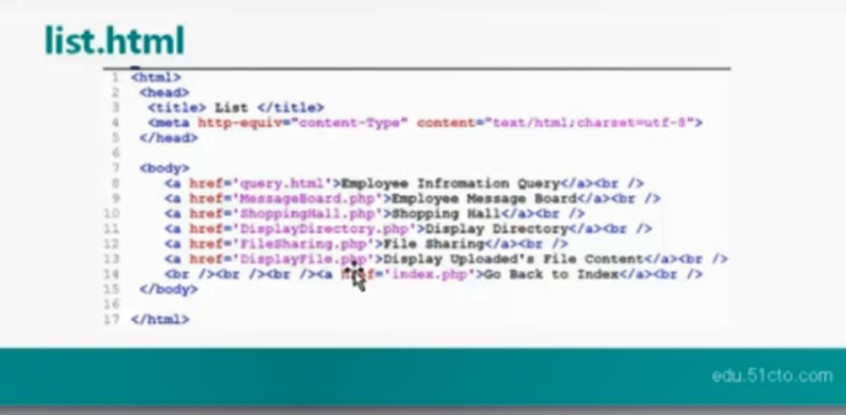 list.html
1 <html>
2 <head>
3 <title> List </title>
4 <meta http-equiv="content-Type" content="text/html;charset=utf-8">
5 </head>
6
7 <body>
8 <a href='query.html'>Employee Infromation Query</a><br />
9 <a href='MessageBoard.php'>Employee Message Board</a><br />
10 <a href='ShoppingHall.php'>Shopping Hall</a><br />
11 <a href='DisplayDirectory.php'>Display Directory</a><br />
12 <a href='FileSharing.php'>File Sharing</a><br />
13 <a href='DisplayFile.php'>Display Uploaded's File Content</a><br />
14 <br /><br /><br /><a href='index.php'>Go Back to Index</a><br />
15 </body>
16
17 </html>
edu.51cto.com